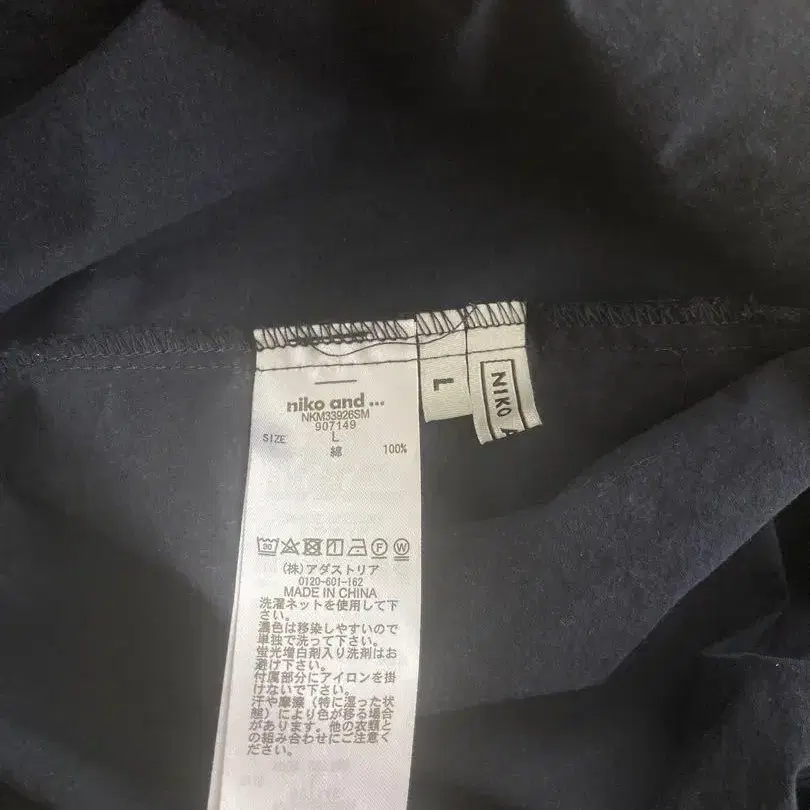 niko and ...
NKM33926SM
907149
SIZE L
綿 100%
(株)アダストリア
0120-601-162
MADE IN CHINA
洗濯ネットを使用して下
さい。
濃色は移染しやすいので
単独で洗って下さい。
蛍光増白剤入り洗剤はお
避け下さい。
付属部分にアイロンを掛
けないで下さい。
汗や摩擦(特に湿った状
態)により色が移る場合
があります。他の衣類と
の組み合わせにご注意く
ださい。
L
NIKO